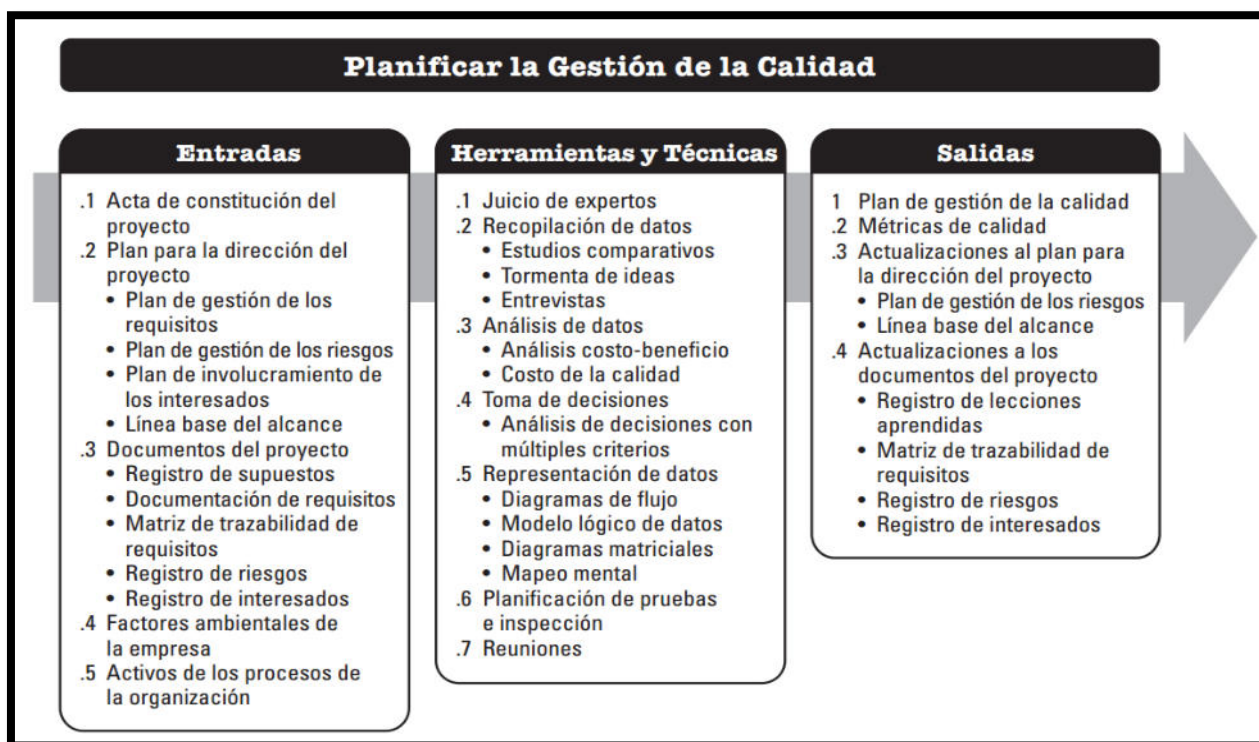 Planificar la Gestión de la Calidad
Entradas
.1 Acta de constitución del
proyecto
.2 Plan para la dirección del
proyecto
• Plan de gestión de los
requisitos
• Plan de gestión de los riesgos
• Plan de involucramiento de
los interesados
• Línea base del alcance
.3 Documentos del proyecto
• Registro de supuestos
• Documentación de requisitos
• Matriz de trazabilidad de
requisitos
• Registro de riesgos
• Registro de interesados
.4 Factores ambientales de
la empresa
.5 Activos de los procesos de
la organización
Herramientas y Técnicas
.1 Juicio de expertos
.2 Recopilación de datos
• Estudios comparativos
• Tormenta de ideas
• Entrevistas
.3 Análisis de datos
• Análisis costo-beneficio
• Costo de la calidad
.4 Toma de decisiones
• Análisis de decisiones con
múltiples criterios
.5 Representación de datos
• Diagramas de flujo
• Modelo lógico de datos
• Diagramas matriciales
• Mapeo mental
.6 Planificación de pruebas
e inspección
.7 Reuniones
Salidas
1 Plan de gestión de la calidad
.2 Métricas de calidad
.3 Actualizaciones al plan para
la dirección del proyecto
• Plan de gestión de los riesgos
• Línea base del alcance
.4 Actualizaciones a los
documentos del proyecto
• Registro de lecciones
aprendidas
• Matriz de trazabilidad de
requisitos
• Registro de riesgos
• Registro de interesados